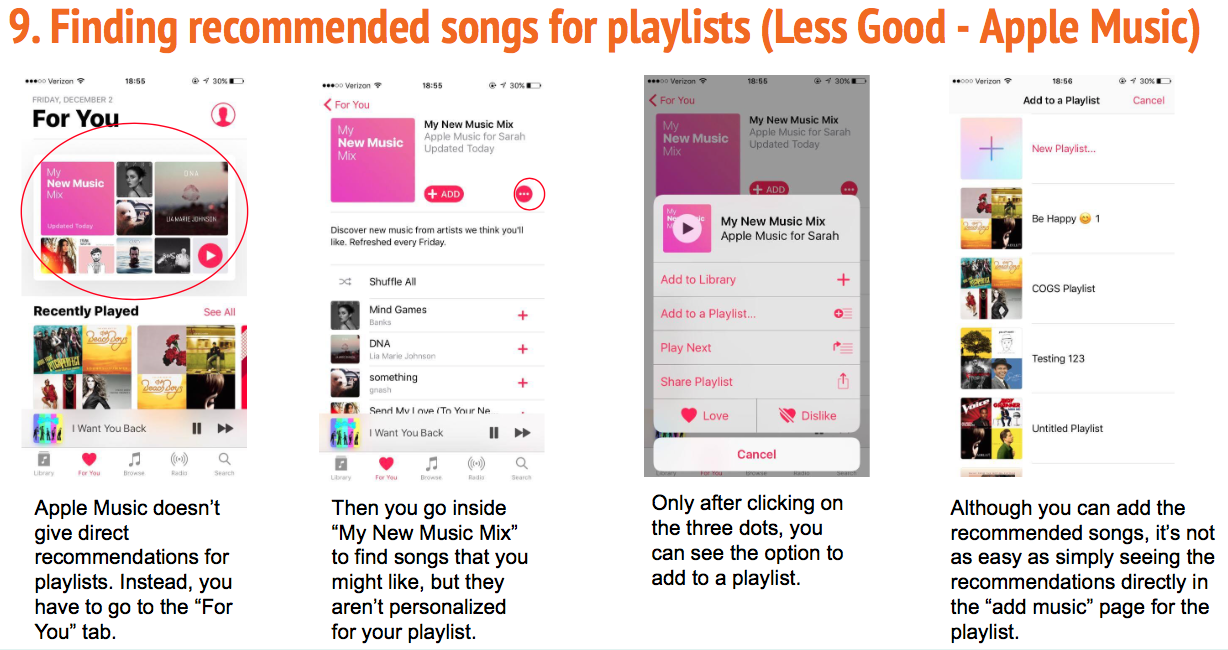 9. Finding recommended songs for playlists (Less Good - Apple Music)
Verizon 18:55 30%
FRIDAY, DECEMBER 2
For You
My
New Music
Mix
Updated Today
DNA
LIA MARIE JOHNSON
Recently Played See All
I Want You Back
Library For You Browse Radio Search
Apple Music doesn’t
give direct
recommendations for
playlists. Instead, you
have to go to the “For
You” tab.
Verizon 18:55 30%
For You
My
New Music
Mix
My New Music Mix
Apple Music for Sarah
Updated Today
+ ADD
Discover new music from artists we think you'll
like. Refreshed every Friday.
Shuffle All
Mind Games
Banks
DNA
Lia Marie Johnson
something
gnash
Send My Love (To Your Ne...
I Want You Back
Library For You Browse Radio Search
Then you go inside
“My New Music Mix”
to find songs that you
might like, but they
aren’t personalized
for your playlist.
Verizon 18:55 30%
For You
My
New Music
Mix
My New Music Mix
Apple Music for Sarah
Updated Today
+ ADD
My New Music Mix
Apple Music for Sarah
Add to Library
Add to a Playlist...
Play Next
Share Playlist
Love Dislike
Cancel
Library For You Browse Radio Search
Only after clicking on
the three dots, you
can see the option to
add to a playlist.
Verizon 18:56 30%
Add to a Playlist Cancel
New Playlist...
Be Happy 😊 1
COGS Playlist
Testing 123
Untitled Playlist
Although you can add the
recommended songs, it’s not
as easy as simply seeing the
recommendations directly in
the “add music” page for the
playlist.